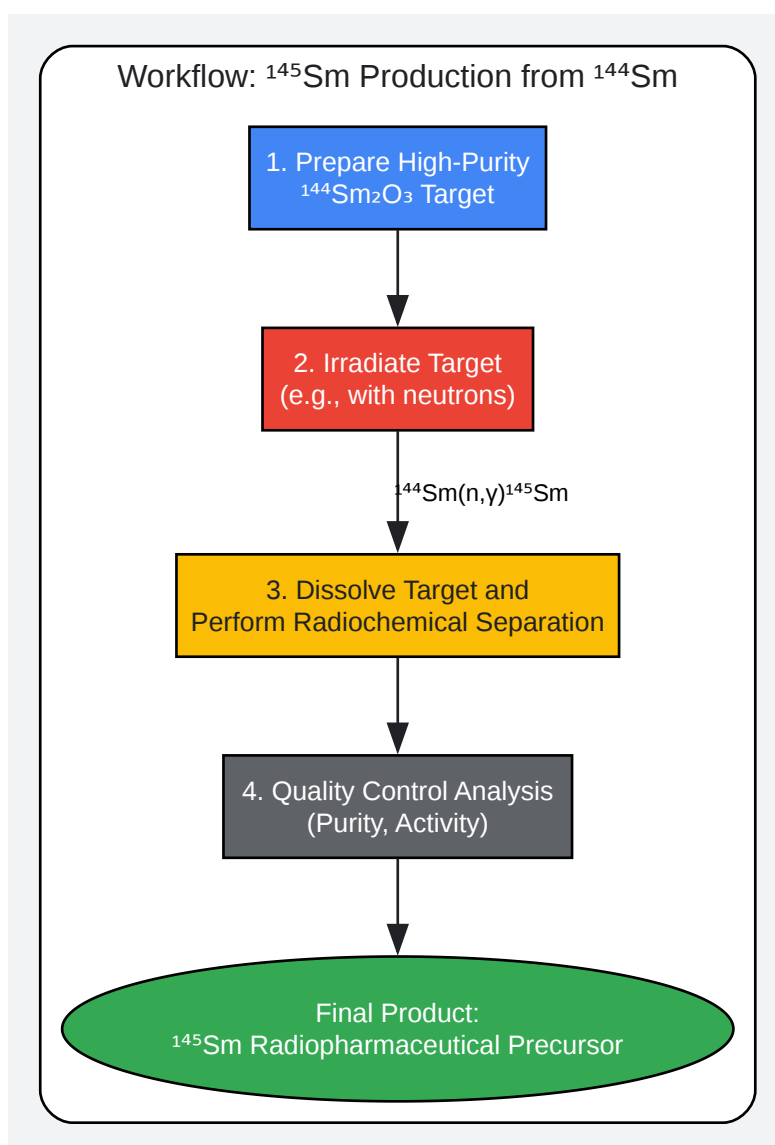 Workflow: ¹⁴⁵Sm Production from ¹⁴⁴Sm
1. Prepare High-Purity
¹⁴⁴Sm₂O₃ Target
2. Irradiate Target
(e.g., with neutrons)
¹⁴⁴Sm(n,γ)¹⁴⁵Sm
3. Dissolve Target and
Perform Radiochemical Separation
4. Quality Control Analysis
(Purity, Activity)
Final Product:
¹⁴⁵Sm Radiopharmaceutical Precursor